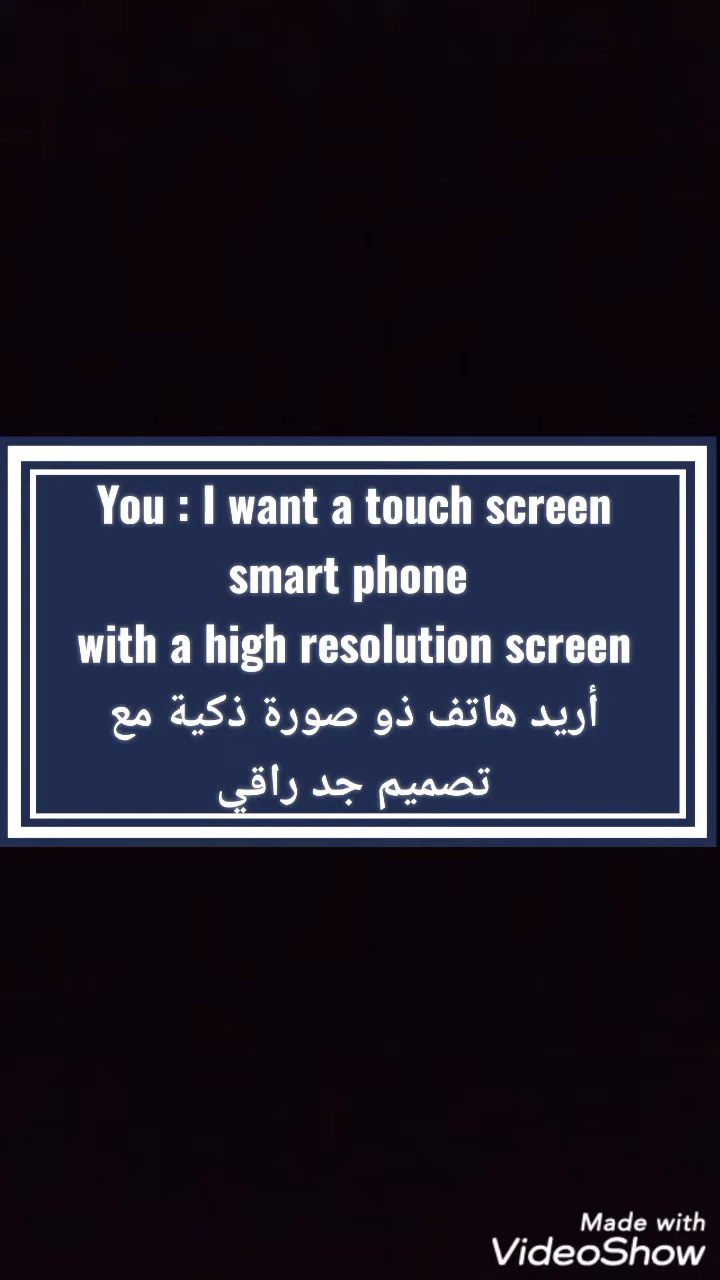 You : I want a touch screen
smart phone
with a high resolution screen
أريد هاتف ذو صورة ذكية مع
تصميم جد راقي
Made with
VideoShow